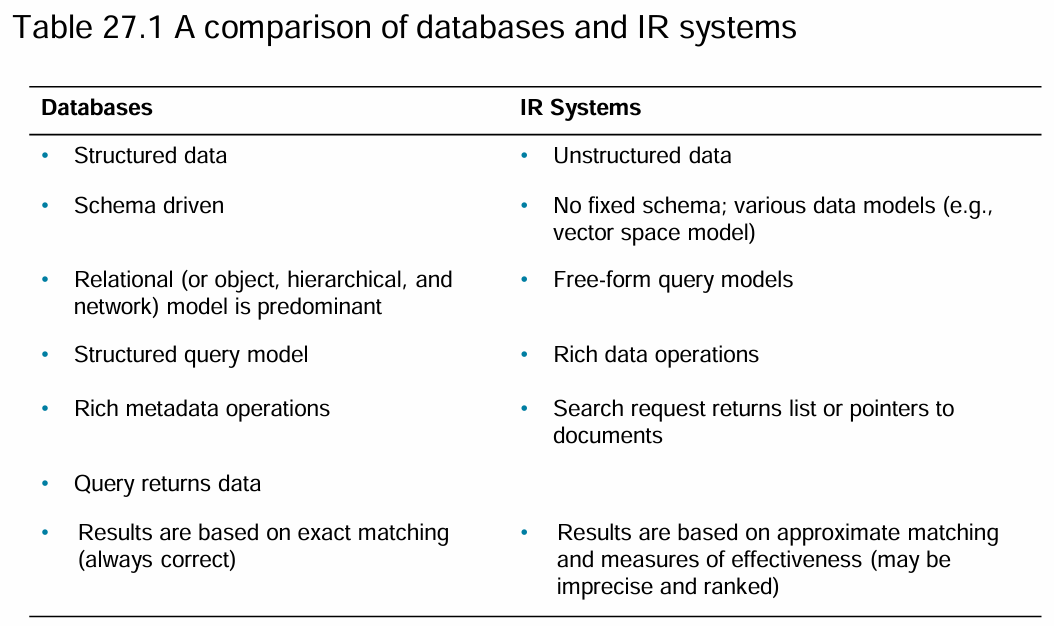 Table 27.1 A comparison of databases and IR systems
Databases
IR Systems
• Structured data
• Unstructured data
• Schema driven
• No fixed schema; various data models (e.g.,
vector space model)
• Relational (or object, hierarchical, and
network) model is predominant
• Free-form query models
• Structured query model
• Rich data operations
• Rich metadata operations
• Search request returns list or pointers to
documents
• Query returns data
• Results are based on exact matching
(always correct)
• Results are based on approximate matching
and measures of effectiveness (may be
imprecise and ranked)